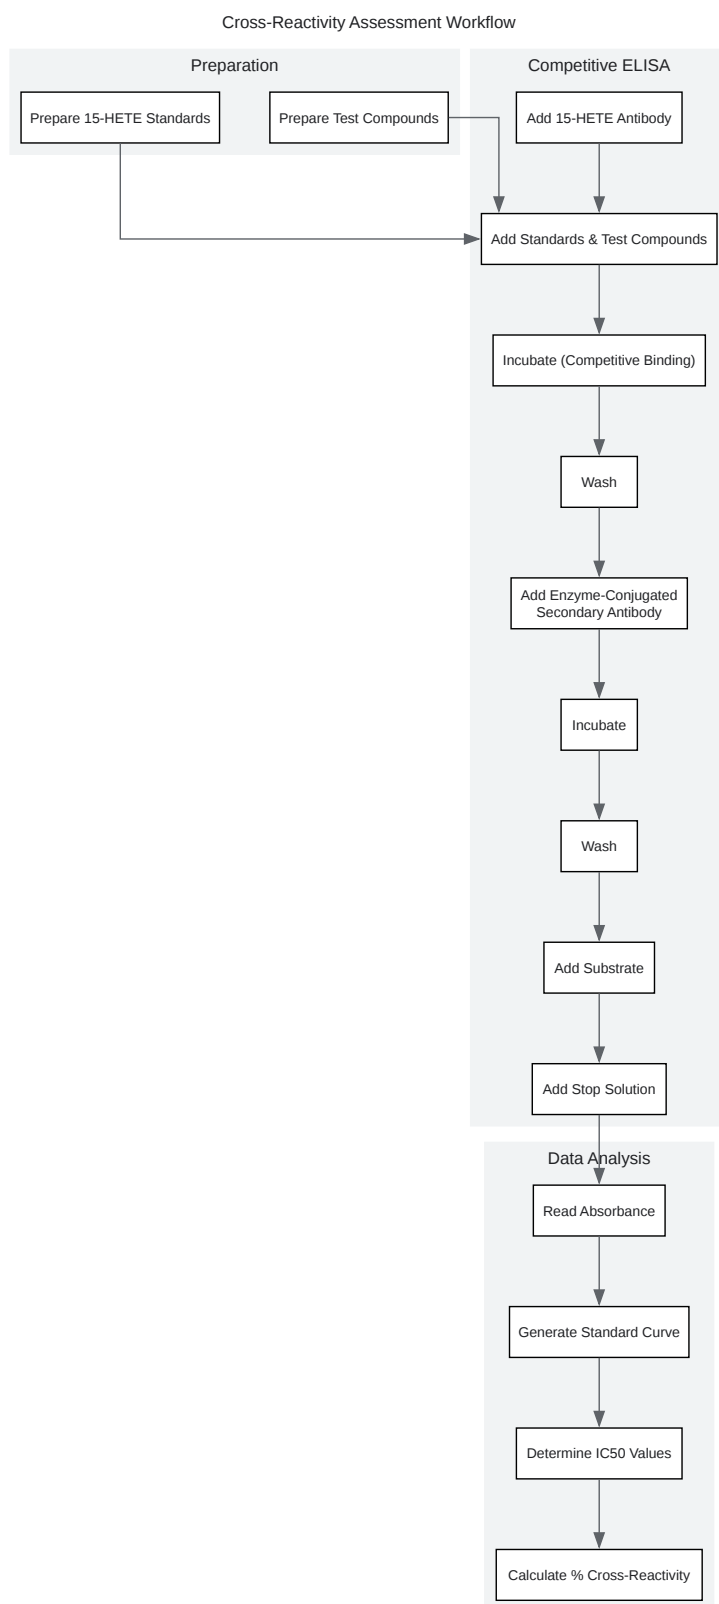 Cross-Reactivity Assessment Workflow
Preparation
Competitive ELISA
Prepare 15-HETE Standards
Prepare Test Compounds
Add 15-HETE Antibody
Add Standards & Test Compounds
Incubate (Competitive Binding)
Wash
Add Enzyme-Conjugated
Secondary Antibody
Incubate
Wash
Add Substrate
Add Stop Solution
Data Analysis
Read Absorbance
Generate Standard Curve
Determine IC50 Values
Calculate % Cross-Reactivity